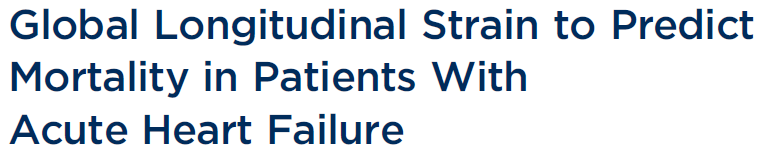 Global Longitudinal Strain to Predict
Mortality in Patients With
Acute Heart Failure